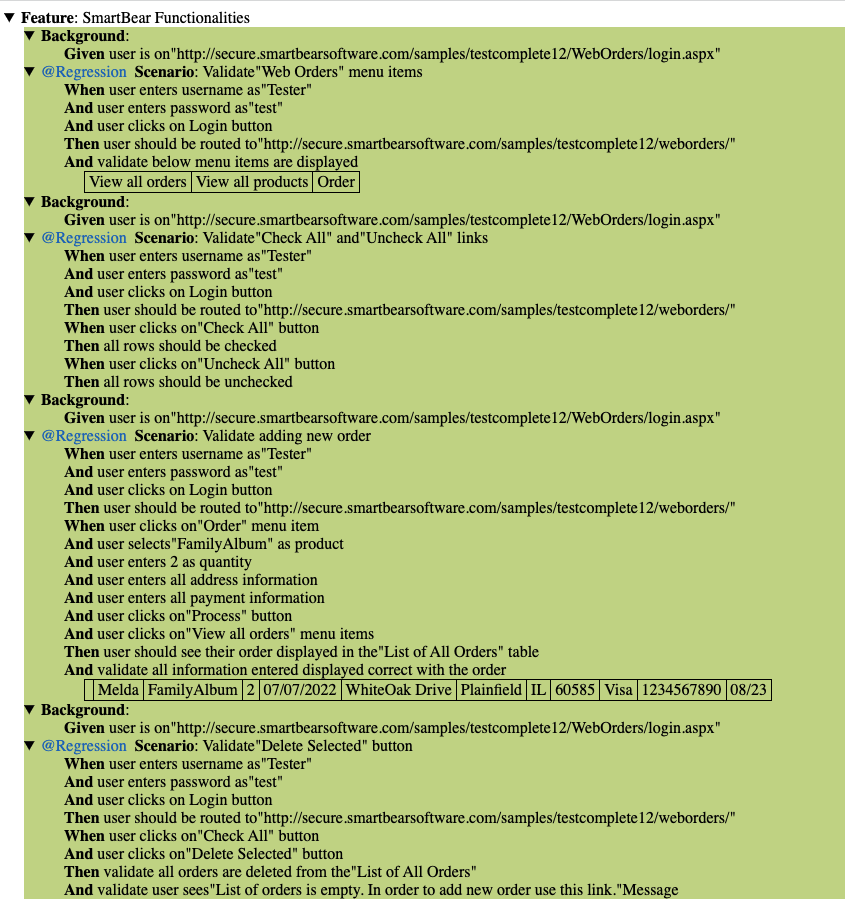 Feature: SmartBear Functionalities
Background:
Given user is on"http://secure.smartbearsoftware.com/samples/testcomplete12/WebOrders/login.aspx"
@Regression Scenario: Validate"Web Orders" menu items
When user enters username as"Tester"
And user enters password as"test"
And user clicks on Login button
Then user should be routed to"http://secure.smartbearsoftware.com/samples/testcomplete12/weborders/"
And validate below menu items are displayed
View all orders View all products Order
Background:
Given user is on"http://secure.smartbearsoftware.com/samples/testcomplete12/WebOrders/login.aspx"
@Regression Scenario: Validate"Check All" and"Uncheck All" links
When user enters username as"Tester"
And user enters password as"test"
And user clicks on Login button
Then user should be routed to"http://secure.smartbearsoftware.com/samples/testcomplete12/weborders/"
When user clicks on"Check All" button
Then all rows should be checked
When user clicks on"Uncheck All" button
Then all rows should be unchecked
Background:
Given user is on"http://secure.smartbearsoftware.com/samples/testcomplete12/WebOrders/login.aspx"
@Regression Scenario: Validate adding new order
When user enters username as"Tester"
And user enters password as"test"
And user clicks on Login button
Then user should be routed to"http://secure.smartbearsoftware.com/samples/testcomplete12/weborders/"
When user clicks on"Order" menu item
And user selects"FamilyAlbum" as product
And user enters 2 as quantity
And user enters all address information
And user enters all payment information
And user clicks on"Process" button
And user clicks on"View all orders" menu items
Then user should see their order displayed in the"List of All Orders" table
And validate all information entered displayed correct with the order
Melda FamilyAlbum 2 07/07/2022 WhiteOak Drive Plainfield IL 60585 Visa 1234567890 08/23
Background:
Given user is on"http://secure.smartbearsoftware.com/samples/testcomplete12/WebOrders/login.aspx"
@Regression Scenario: Validate"Delete Selected" button
When user enters username as"Tester"
And user enters password as"test"
And user clicks on Login button
Then user should be routed to"http://secure.smartbearsoftware.com/samples/testcomplete12/weborders/"
When user clicks on"Check All" button
And user clicks on"Delete Selected" button
Then validate all orders are deleted from the"List of All Orders"
And validate user sees"List of orders is empty. In order to add new order use this link."Message